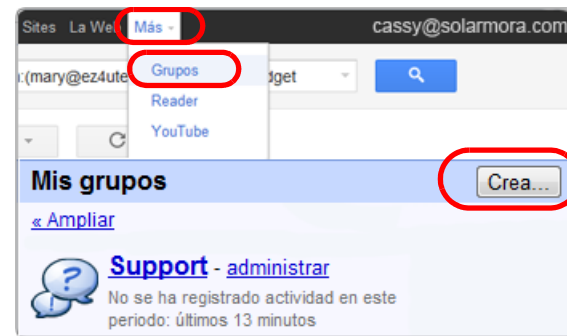 Sites La Web Más
cassy@solarmora.com
:(mary@ez4ute
dget
Grupos
Reader
YouTube
Mis grupos
Crea...
« Ampliar
Support - administrar
No se ha registrado actividad en este
periodo: últimos 13 minutos